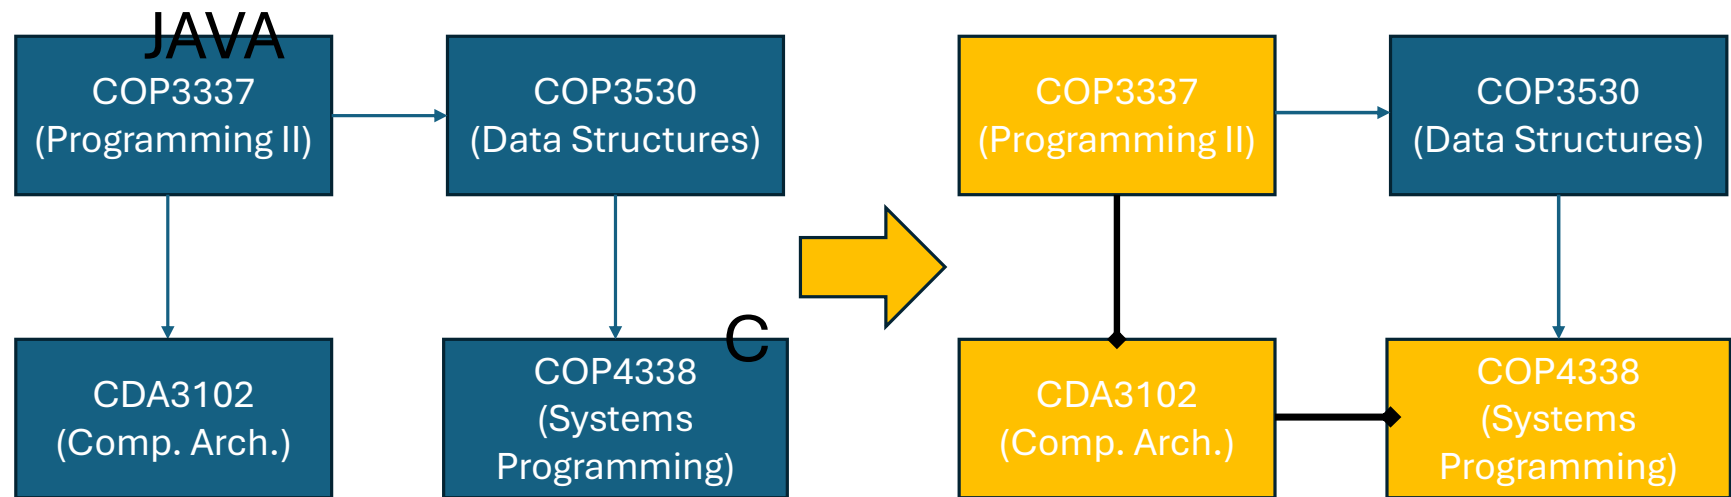 JAVA
COP3337
(Programming II)
COP3530
(Data Structures)
CDA3102
(Comp. Arch.)
C
COP4338
(Systems
Programming)
COP3337
(Programming II)
COP3530
(Data Structures)
CDA3102
(Comp. Arch.)
COP4338
(Systems
Programming)